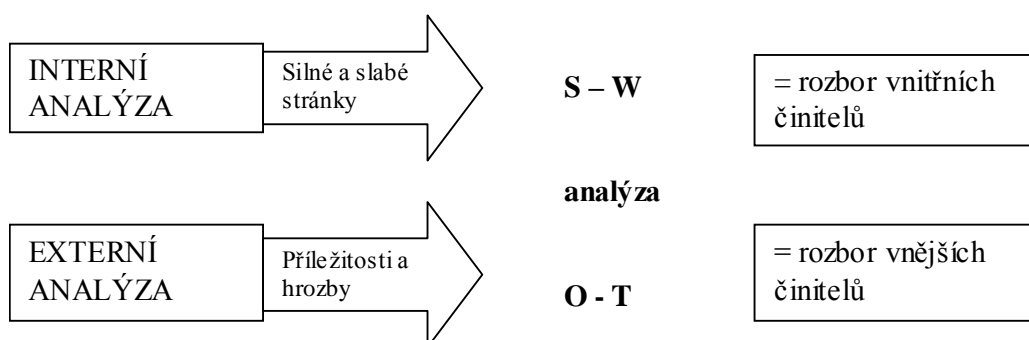 INTERNÍ
ANALÝZA
Silné a slabé
stránky
S – W
= rozbor vnitřních
činitelů
analýza
EXTERNÍ
ANALÝZA
Příležitosti a
hrozby
O - T
= rozbor vnějších
činitelů